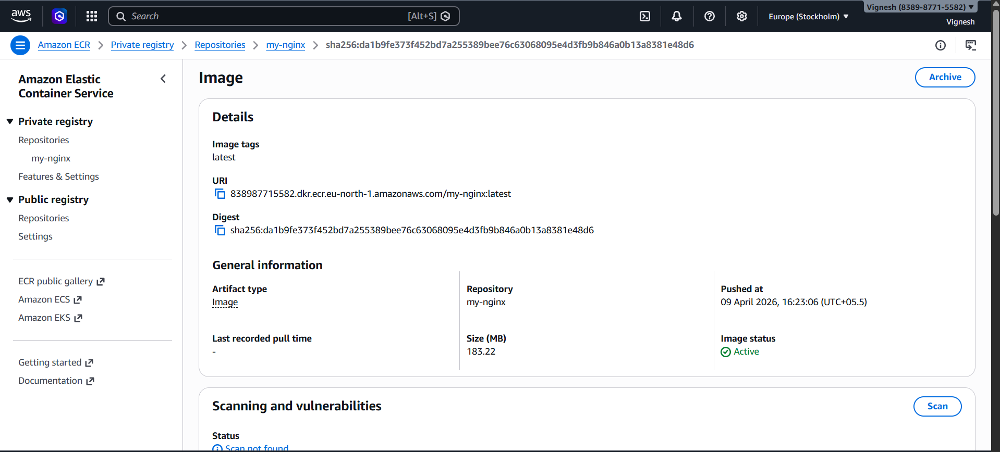 aws
Search [Alt+S]
Europe (Stockholm)
Vignesh (8389-8771-5582)
Vignesh
Amazon ECR
Private registry
Repositories
my-nginx
sha256:da1b9fe373f452bd7a255389bee76c63068095e4d3fb9b846a0b13a8381e48d6
Amazon Elastic
Container Service
Private registry
Repositories
my-nginx
Features & Settings
Public registry
Repositories
Settings
ECR public gallery
Amazon ECS
Amazon EKS
Getting started
Documentation
Image
Archive
Details
Image tags
latest
URI
838987715582.dkr.ecr.eu-north-1.amazonaws.com/my-nginx:latest
Digest
sha256:da1b9fe373f452bd7a255389bee76c63068095e4d3fb9b846a0b13a8381e48d6
General information
Artifact type
Image
Repository
my-nginx
Pushed at
09 April 2026, 16:23:06 (UTC+05.5)
Last recorded pull time
-
Size (MB)
183.22
Image status
Active
Scanning and vulnerabilities
Scan
Status
Scan not found